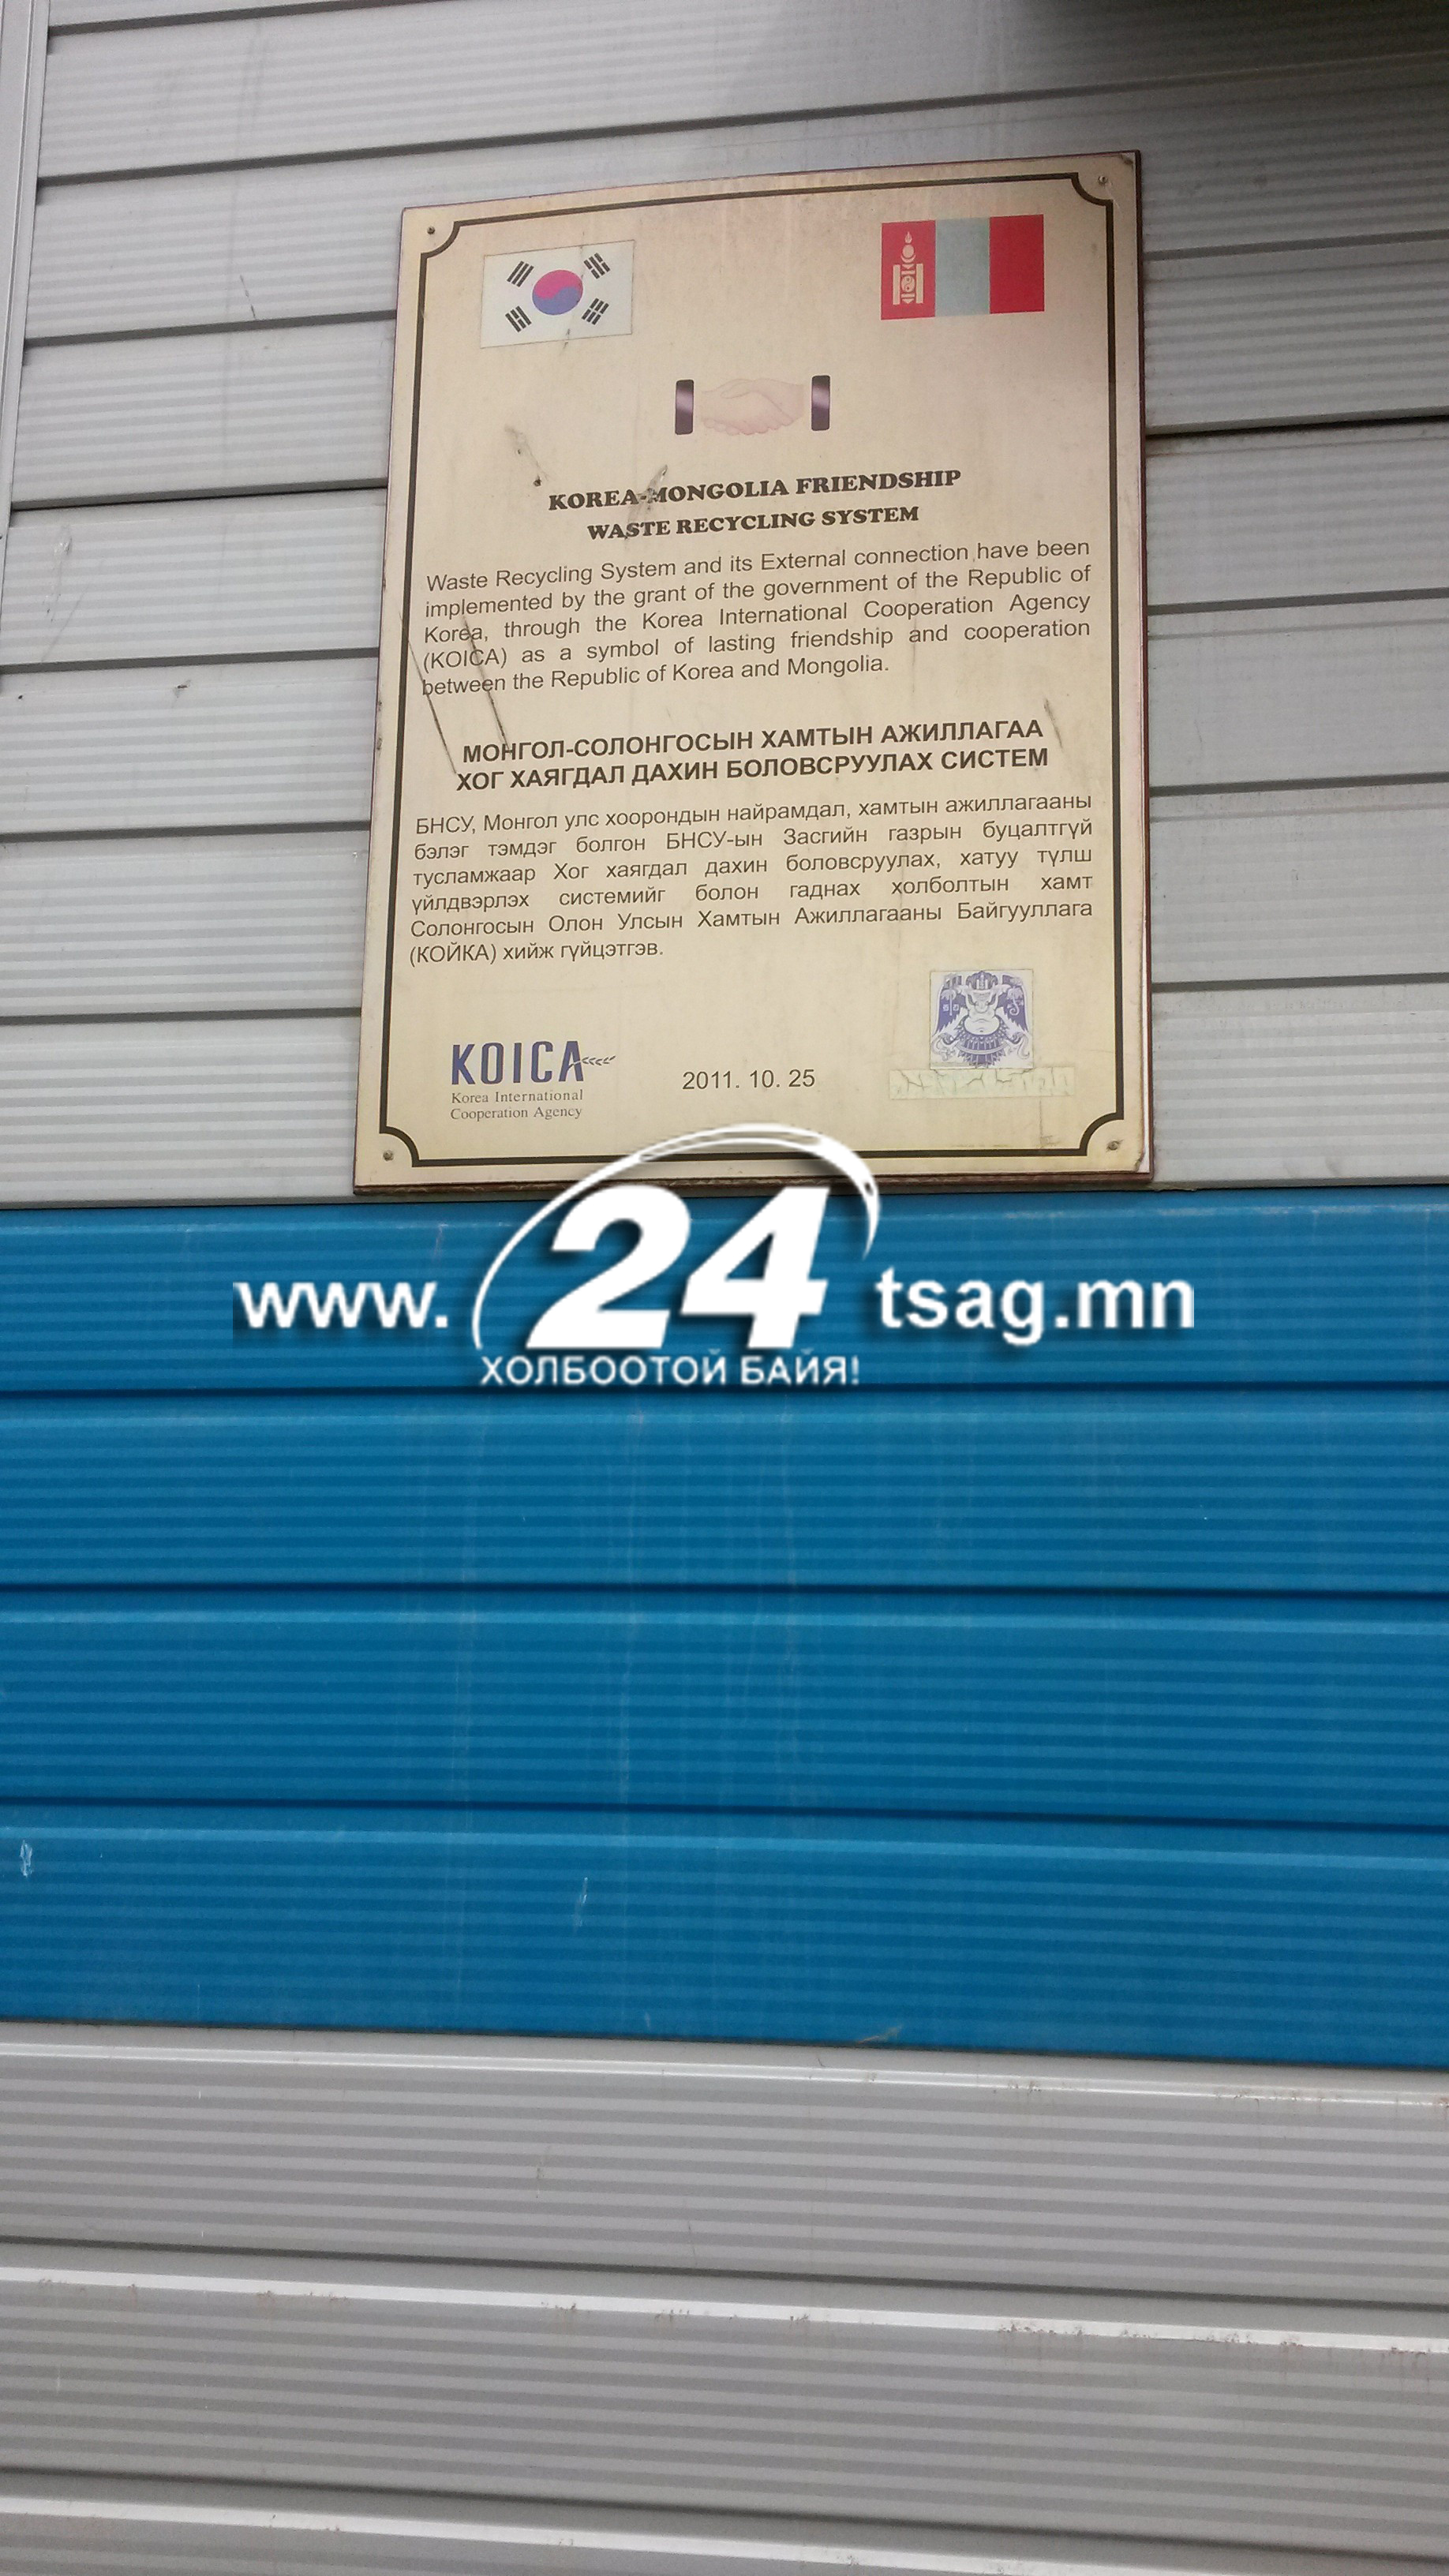 KOREA-MONGOLIA FRIENDSHIP
WASTE RECYCLING SYSTEM
Waste Recycling System and its External connection have been
implemented by the grant of the government of the Republic of
Korea, through the Korea International Cooperation Agency
(KOICA) as a symbol of lasting friendship and cooperation
between the Republic of Korea and Mongolia.
МОНГОЛ-СОЛОНГОСЫН ХАМТЫН АЖИЛЛАГАА
ХОГ ХАЯГДАЛ ДАХИН БОЛОВСРУУЛАХ СИСТЕМ
БНСУ, Монгол улс хоорондын найрамдал, хамтын ажиллагааны
бэлэг тэмдэг болгон БНСУ-ын Засгийн газрын буцалтгүй
тусламжаар Хог хаягдал дахин боловсруулах, хатуу түлш
үйлдвэрлэх системийг болон гаднах холболтын хамт
Солонгосын Олон Улсын Хамтын Ажиллагааны Байгууллага
(КОЙКА) хийж гүйцэтгэв.
KOICA
Korea International
Cooperation Agency
2011. 10. 25
www.24tsag.mn
ХОЛБООТОЙ БАЙЯ!